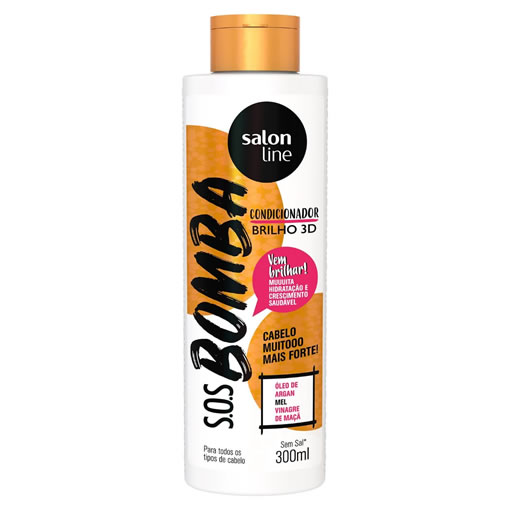 salon
line
CONDICIONADOR
BRILHO 3D
Vem
brilhar!
MUUUITA
HIDRATAÇÃO E
CRESCIMENTO
SAUDÁVEL
S.O.S BOMBA
CABELO
MUITOOO
MAIS FORTE!
ÓLEO DE
ARGAN
MEL
VINAGRE
DE MAÇÃ
Para todos os
tipos de cabelo
Sem Sal**
300ml